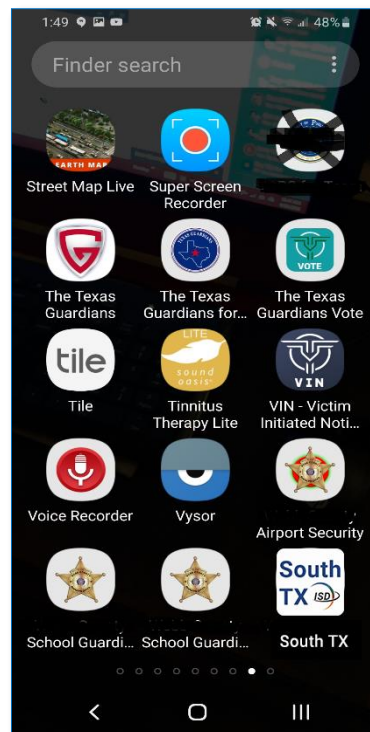 1:49 48%
Finder search
EARTH MAP
Street Map Live Super Screen
Recorder
VOTE
The Texas The Texas The Texas
Guardians Guardians for... Guardians Vote
tile LITE
sound
oasis
VIN
Tile Tinnitus VIN - Victim
Therapy Lite Initiated Noti...
Voice Recorder Vysor
Airport Security
South
TX ISD
School Guardi... School Guardi... South TX